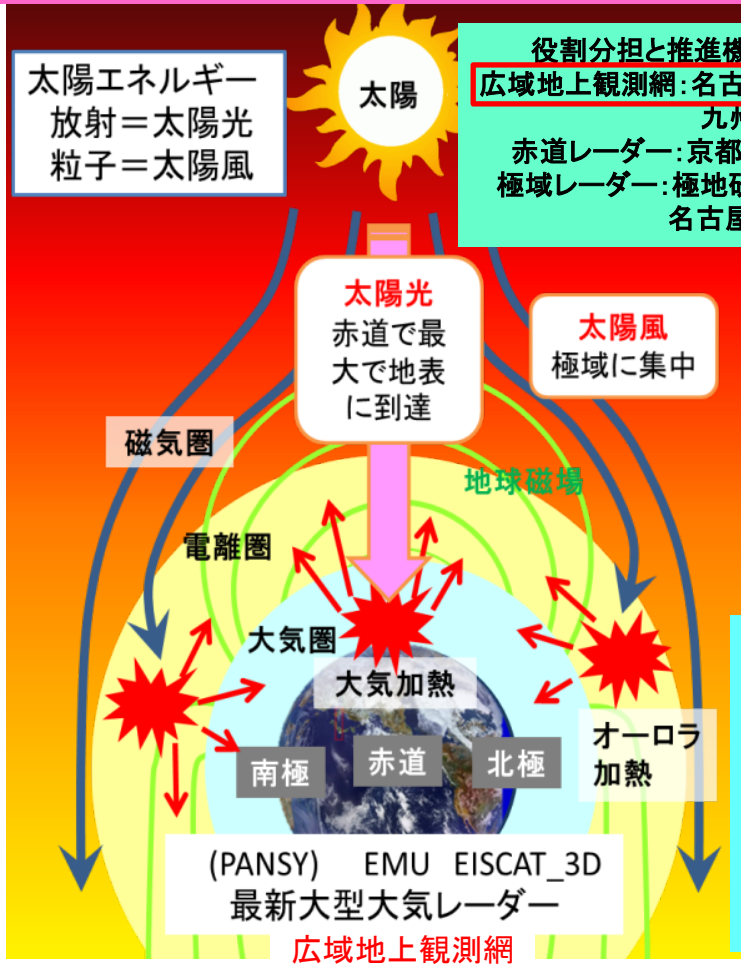 太陽エネルギー
放射＝太陽光
粒子＝太陽風
太陽
役割分担と推進機
広域地上観測網：名古
九州
赤道レーダー：京都
極域レーダー：極地研
名古屋
太陽光
赤道で最
大で地表
に到達
太陽風
極域に集中
磁気圏
地球磁場
電離圏
大気圏
大気加熱
南極
赤道
北極
オーロラ
加熱
(PANSY) EMU EISCAT_3D
最新大型大気レーダー
広域地上観測網